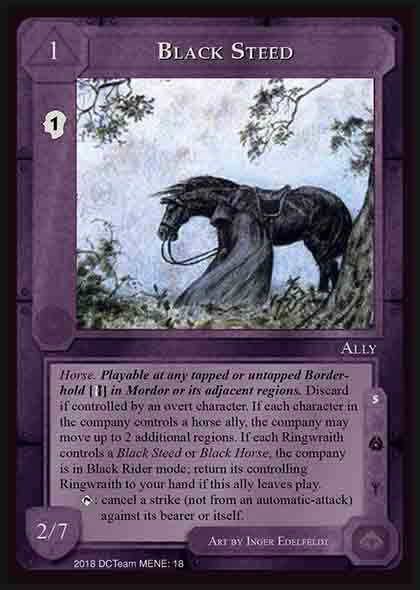 1
BLACK STEED
1
ALLY
Horse. Playable at any tapped or untapped Border-
hold [] in Mordor or its adjacent regions. Discard
if controlled by an overt character. If each character in
the company controls a horse ally, the company may
move up to 2 additional regions. If each Ringwraith
controls a Black Steed or Black Horse, the company
is in Black Rider mode; return its controlling
Ringwraith to your hand if this ally leaves play.
: cancel a strike (not from an automatic-attack)
against its bearer or itself.
S
2/7
ART BY INGER EDELFELDT
2018 DCTeam MENE: 18